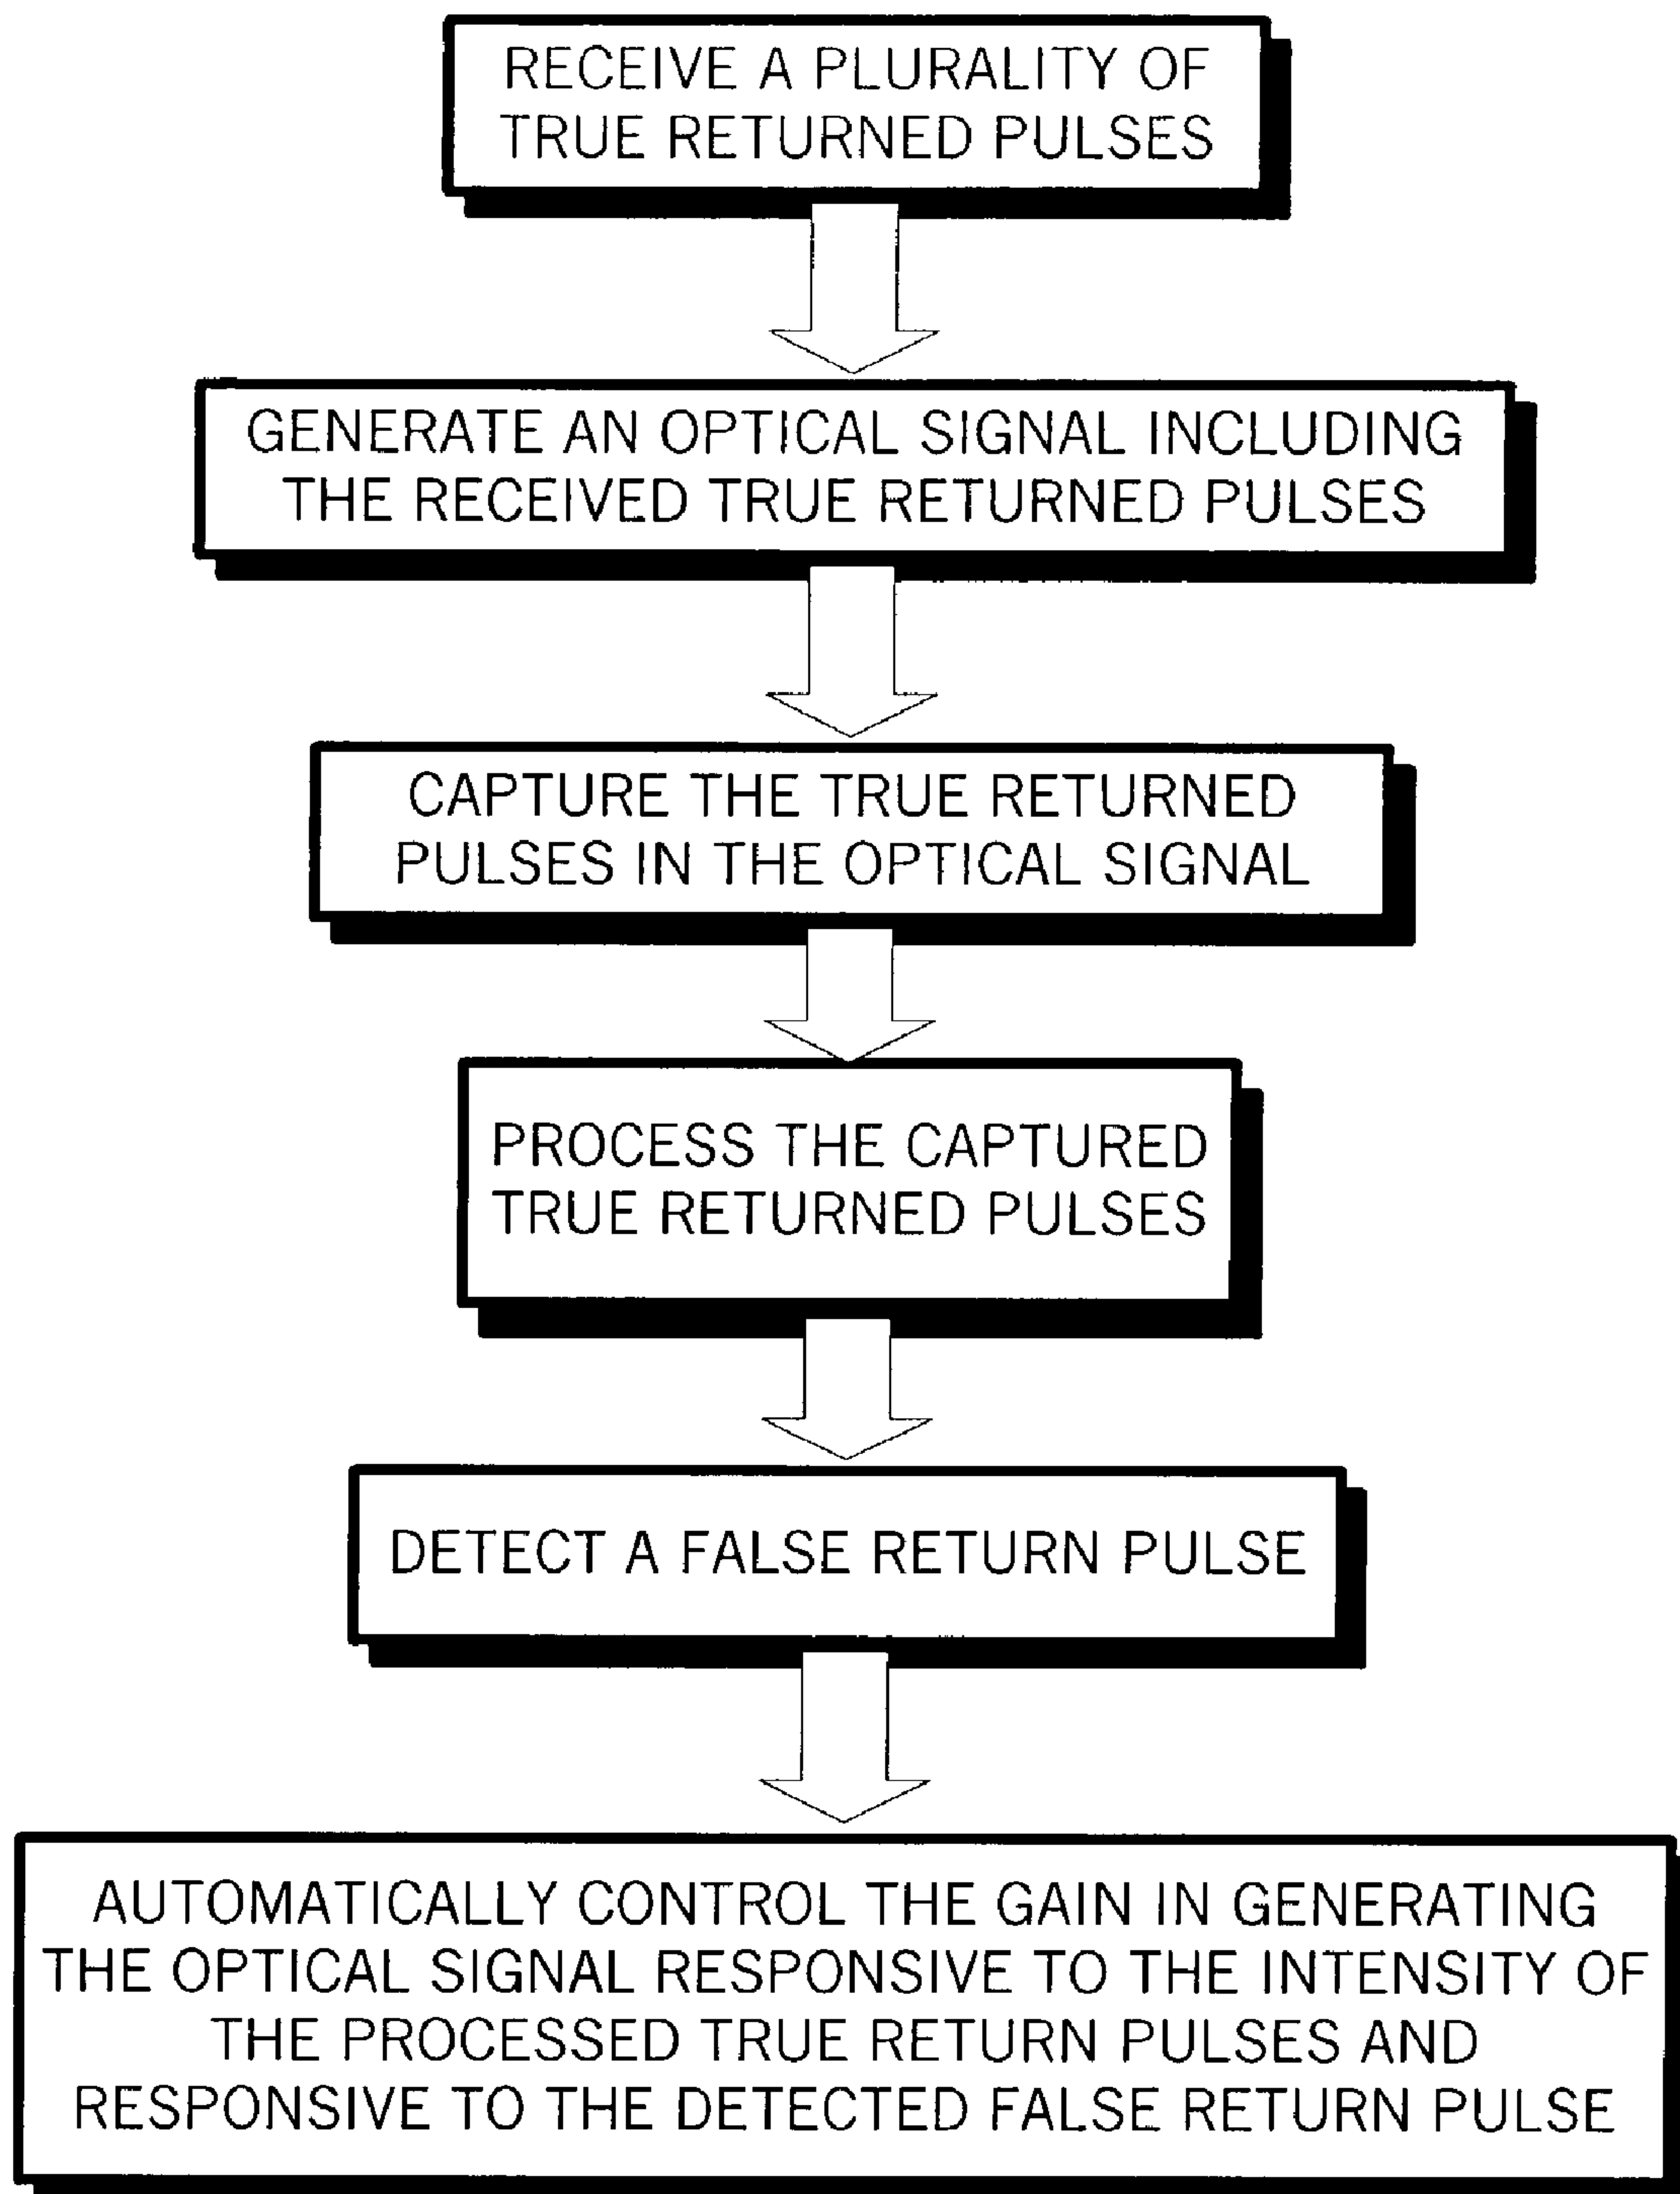 RECEIVE A PLURALITY OF
TRUE RETURNED PULSES
GENERATE AN OPTICAL SIGNAL INCLUDING
THE RECEIVED TRUE RETURNED PULSES
CAPTURE THE TRUE RETURNED
PULSES IN THE OPTICAL SIGNAL
PROCESS THE CAPTURED
TRUE RETURNED PULSES
DETECT A FALSE RETURN PULSE
AUTOMATICALLY CONTROL THE GAIN IN GENERATING
THE OPTICAL SIGNAL RESPONSIVE TO THE INTENSITY OF
THE PROCESSED TRUE RETURN PULSES AND
RESPONSIVE TO THE DETECTED FALSE RETURN PULSE